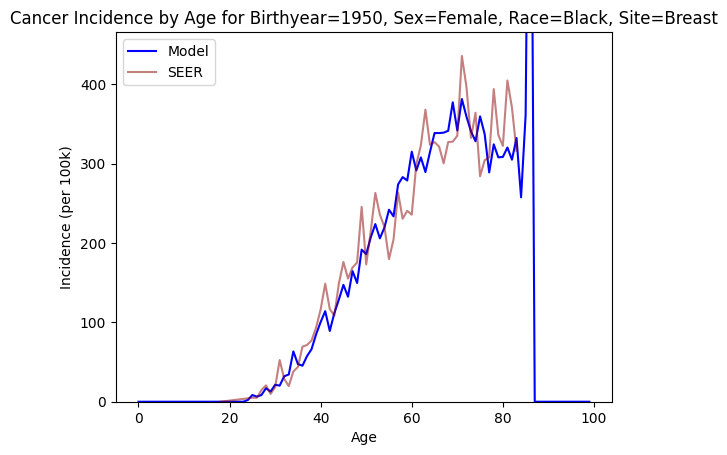 Cancer Incidence by Age for Birthyear=1950, Sex=Female, Race=Black, Site=Breast
Model
SEER
Incidence (per 100k)
400
300
200
100
0
0 20 40 60 80 100
Age